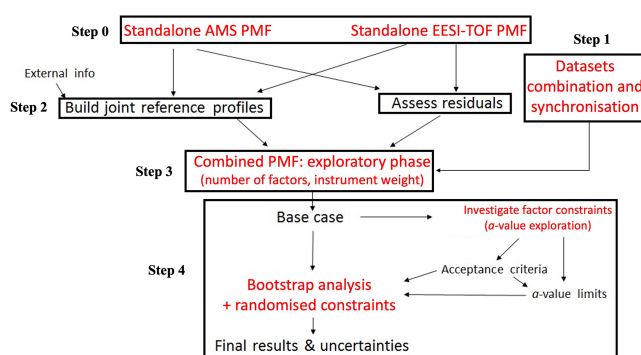 Step 0
Standalone AMS PMF
Standalone EESI-TOF PMF
Step 1
Datasets
combination and
synchronisation
External info
Step 2
Build joint reference profiles
Assess residuals
Step 3
Combined PMF: exploratory phase
(number of factors, instrument weight)
Step 4
Base case
Investigate factor constraints
(a-value exploration)
Acceptance criteria
Bootstrap analysis
+ randomised constraints
a-value limits
Final results & uncertainties